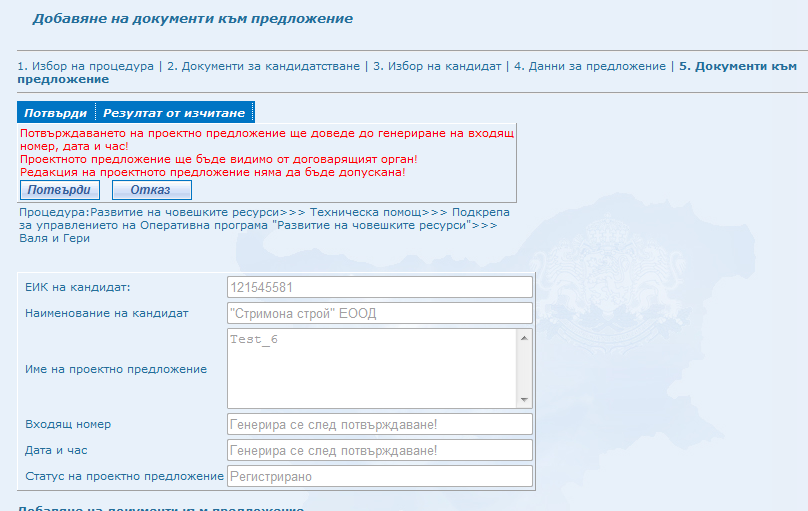 Добавяне на документи към предложение
1. Избор на процедура | 2. Документи за кандидатстване | 3. Избор на кандидат | 4. Данни за предложение | 5. Документи към
предложение
Потвърди Резултат от изчитане
Потвърждаването на проектно предложение ще доведе до генериране на входящ
номер, дата и час!
Проектното предложение ще бъде видимо от договарящият орган!
Редакция на проектното предложение няма да бъде допускана!
Потвърди Отказ
Процедура:Развитие на човешките ресурси>>> Техническа помощ>>> Подкрепа
за управлението на Оперативна програма "Развитие на човешките ресурси">>>
Валя и Гери
ЕИК на кандидат: 121545581
Наименование на кандидат "Стримона строй" ЕООД
Име на проектно предложение Test_6
Входящ номер Генерира се след потвърждаване!
Дата и час Генерира се след потвърждаване!
Статус на проектно предложение Регистрирано
Добавяне на документи към предложение